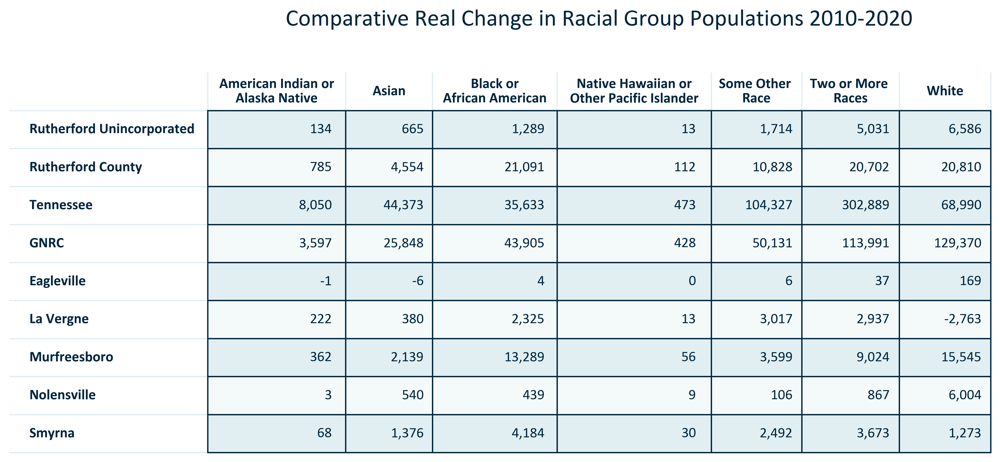 Comparative Real Change in Racial Group Populations 2010-2020
American Indian or Alaska Native Asian Black or African American Native Hawaiian or Other Pacific Islander Some Other Race Two or More Races White
Rutherford Unincorporated 134 665 1,289 13 1,714 5,031 6,586
Rutherford County 785 4,554 21,091 112 10,828 20,702 20,810
Tennessee 8,050 44,373 35,633 473 104,327 302,889 68,990
GNRC 3,597 25,848 43,905 428 50,131 113,991 129,370
Eagleville -1 -6 4 0 6 37 169
La Vergne 222 380 2,325 13 3,017 2,937 -2,763
Murfreesboro 362 2,139 13,289 56 3,599 9,024 15,545
Nolensville 3 540 439 9 106 867 6,004
Smyrna 68 1,376 4,184 30 2,492 3,673 1,273